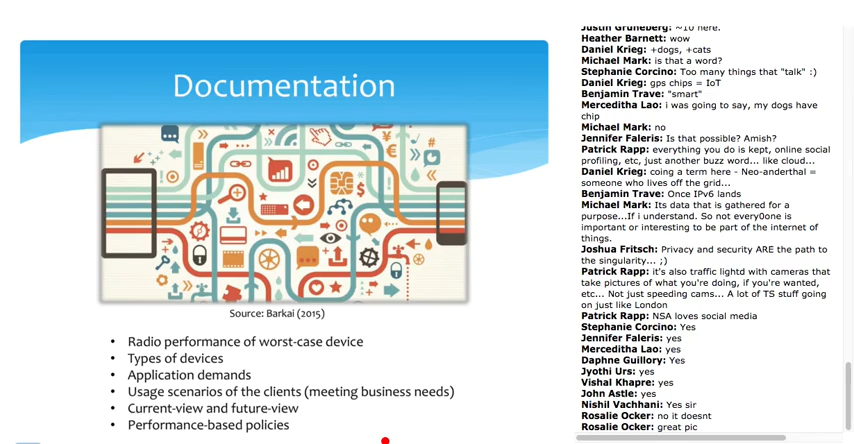 Documentation
Source: Barkai (2015)
• Radio performance of worst-case device
• Types of devices
• Application demands
• Usage scenarios of the clients (meeting business needs)
• Current-view and future-view
• Performance-based policies
Justin Gruneberg: ~10 here.
Heather Barnett: wow
Daniel Krieg: +dogs, +cats
Michael Mark: is that a word?
Stephanie Corcino: Too many things that "talk" :)
Daniel Krieg: gps chips = IoT
Benjamin Trave: "smart"
Merceditha Lao: i was going to say, my dogs have
chip
Michael Mark: no
Jennifer Faleris: Is that possible? Amish?
Patrick Rapp: everything you do is kept, online social
profiling, etc, just another buzz word... like cloud...
Daniel Krieg: coing a term here - Neo-anderthal =
someone who lives off the grid...
Benjamin Trave: Once IPv6 lands
Michael Mark: Its data that is gathered for a
purpose...If i understand. So not every0one is
important or interesting to be part of the internet of
things.
Joshua Fritsch: Privacy and security ARE the path to
the singularity... ;)
Patrick Rapp: it's also traffic lightd with cameras that
take pictures of what you're doing, if you're wanted,
etc... Not just speeding cams... A lot of TS stuff going
on just like London
Patrick Rapp: NSA loves social media
Stephanie Corcino: Yes
Jennifer Faleris: yes
Merceditha Lao: yes
Daphne Guillory: Yes
Jyothi Urs: yes
Vishal Khapre: yes
John Astle: yes
Nishil Vachhani: Yes sir
Rosalie Ocker: no it doesnt
Rosalie Ocker: great pic